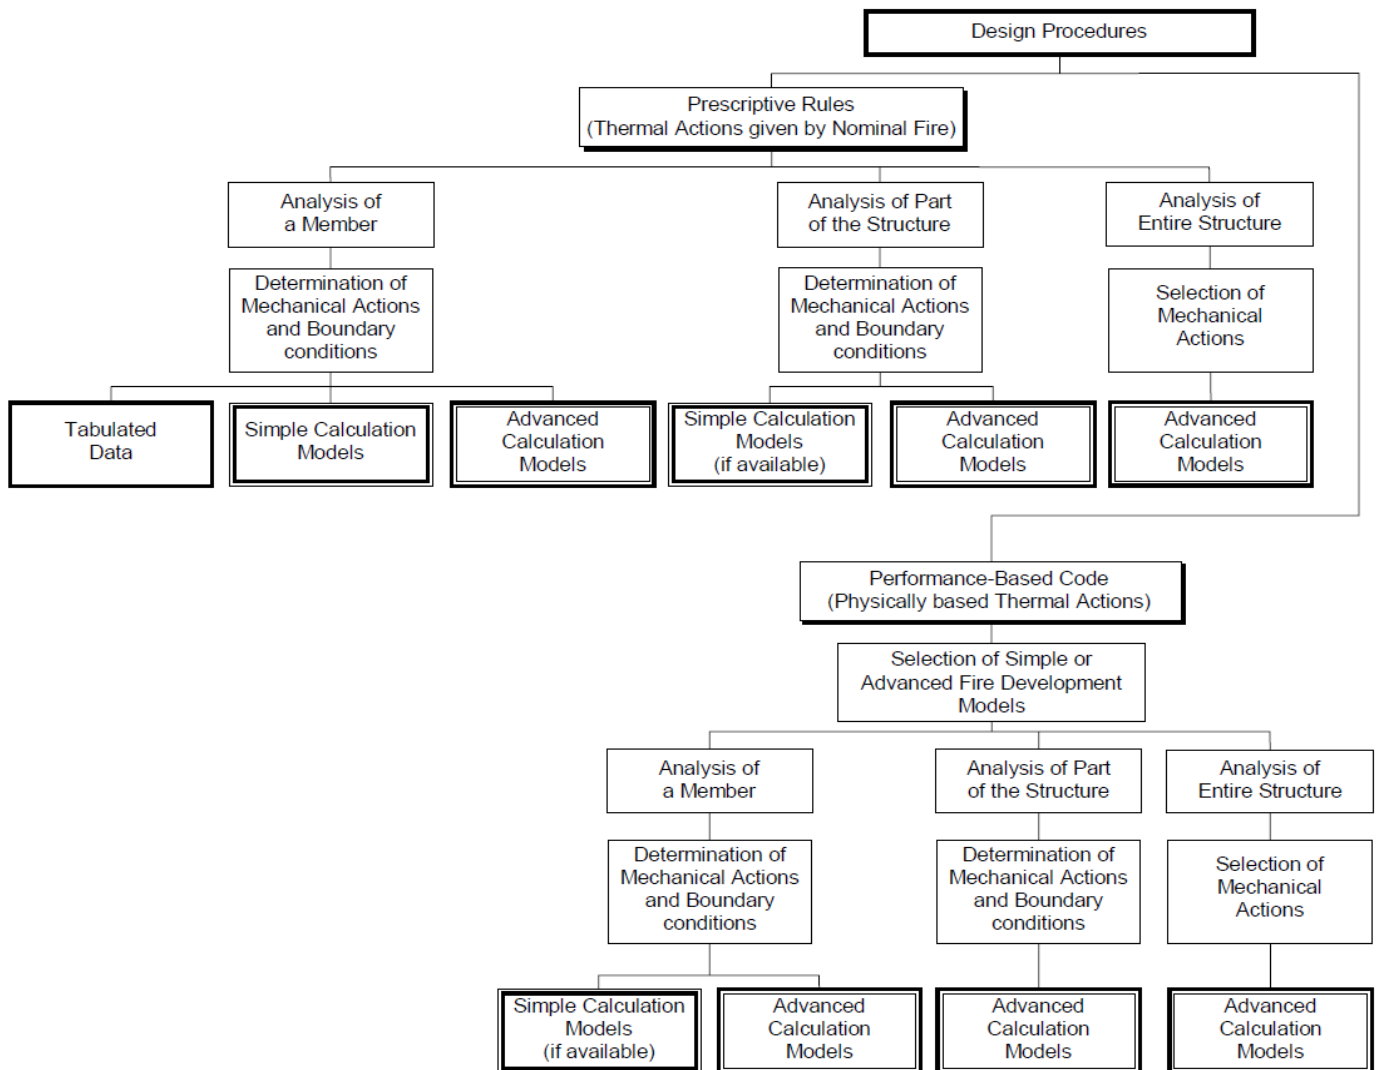 Design Procedures
Prescriptive Rules
(Thermal Actions given by Nominal Fire)
Analysis of
a Member
Analysis of Part
of the Structure
Analysis of
Entire Structure
Determination of
Mechanical Actions
and Boundary
conditions
Determination of
Mechanical Actions
and Boundary
conditions
Selection of
Mechanical
Actions
Tabulated
Data
Simple Calculation
Models
Advanced
Calculation
Models
Simple Calculation
Models
(if available)
Advanced
Calculation
Models
Advanced
Calculation
Models
Performance-Based Code
(Physically based Thermal Actions)
Selection of Simple or
Advanced Fire Development
Models
Analysis of
a Member
Analysis of Part
of the Structure
Analysis of
Entire Structure
Determination of
Mechanical Actions
and Boundary
conditions
Determination of
Mechanical Actions
and Boundary
conditions
Selection of
Mechanical
Actions
Simple Calculation
Models
(if available)
Advanced
Calculation
Models
Advanced
Calculation
Models
Advanced
Calculation
Models